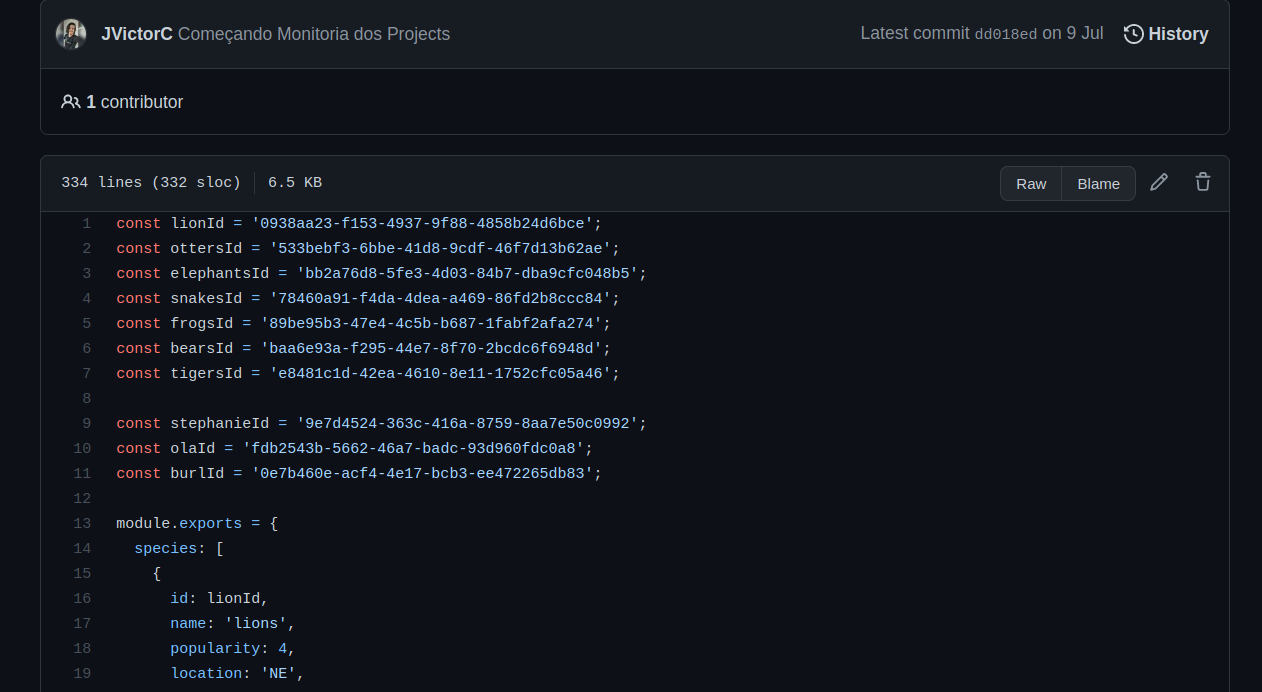 JVictorC Começando Monitoria dos Projects Latest commit dd018ed on 9 Jul History
1 contributor
334 lines (332 sloc) 6.5 KB Raw Blame
1 const lionId = '0938aa23-f153-4937-9f88-4858b24d6bce';
2 const ottersId = '533bebf3-6bbe-41d8-9cdf-46f7d13b62ae';
3 const elephantsId = 'bb2a76d8-5fe3-4d03-84b7-dba9cfc048b5';
4 const snakesId = '78460a91-f4da-4dea-a469-86fd2b8ccc84';
5 const frogsId = '89be95b3-47e4-4c5b-b687-1fabf2afa274';
6 const bearsId = 'baa6e93a-f295-44e7-8f70-2bcdc6f6948d';
7 const tigersId = 'e8481c1d-42ea-4610-8e11-1752cfc05a46';
8
9 const stephanieId = '9e7d4524-363c-416a-8759-8aa7e50c0992';
10 const olaId = 'fdb2543b-5662-46a7-badc-93d960fdc0a8';
11 const burlId = '0e7b460e-acf4-4e17-bcb3-ee472265db83';
12
13 module.exports = {
14 species: [
15 {
16 id: lionId,
17 name: 'lions',
18 popularity: 4,
19 location: 'NE',